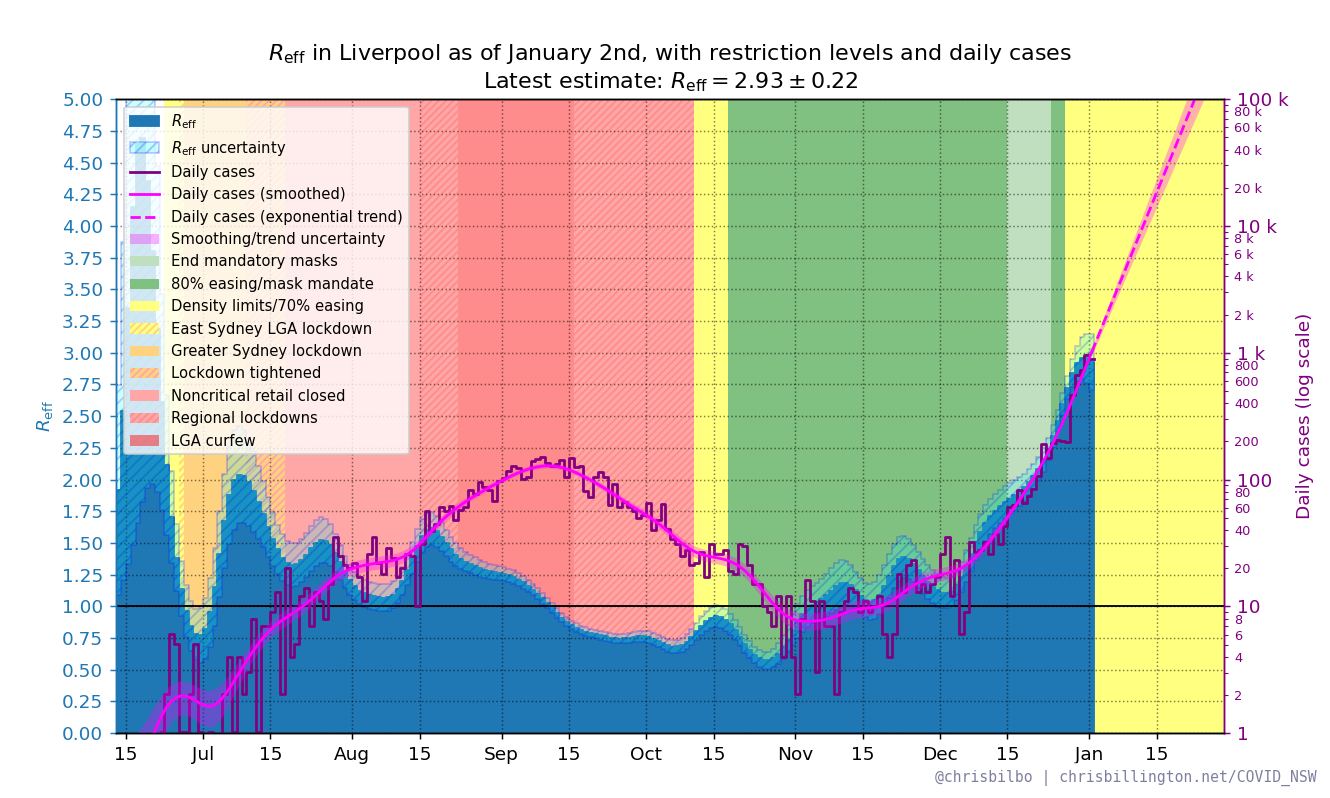 R_eff in Liverpool as of January 2nd, with restriction levels and daily cases
Latest estimate: R_eff = 2.93 ± 0.22
5.00
4.75
4.50
4.25
4.00
3.75
3.50
3.25
3.00
2.75
2.50
2.25
2.00
1.75
1.50
1.25
1.00
0.75
0.50
0.25
0.00
R_eff
R_eff
R_eff uncertainty
Daily cases
Daily cases (smoothed)
Daily cases (exponential trend)
Smoothing/trend uncertainty
End mandatory masks
80% easing/mask mandate
Density limits/70% easing
East Sydney LGA lockdown
Greater Sydney lockdown
Lockdown tightened
Noncritical retail closed
Regional lockdowns
LGA curfew
100 k
80 k
60 k
40 k
20 k
10 k
8 k
6 k
4 k
2 k
1 k
800
600
400
200
100
80
60
40
20
10
8
6
4
2
1
Daily cases (log scale)
15 Jul 15 Aug 15 Sep 15 Oct 15 Nov 15 Dec 15 Jan 15
@chrisbilbo | chrisbillington.net/COVID_NSW